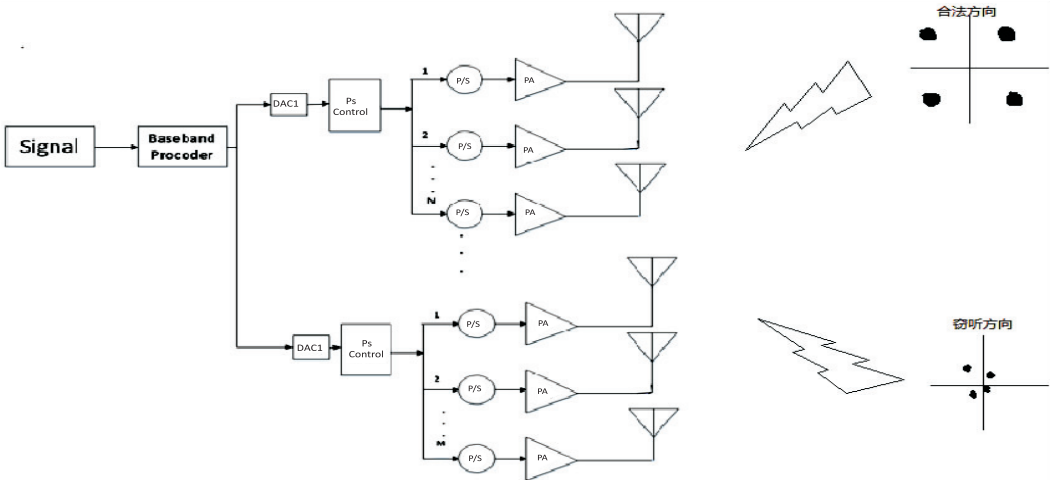 合法方向
Signal
Baseband
Procoder
DAC1
Ps
Control
1
P/S
PA
2
P/S
PA
N
P/S
PA
DAC1
Ps
Control
1
P/S
PA
2
P/S
PA
M
P/S
PA
窃听方向